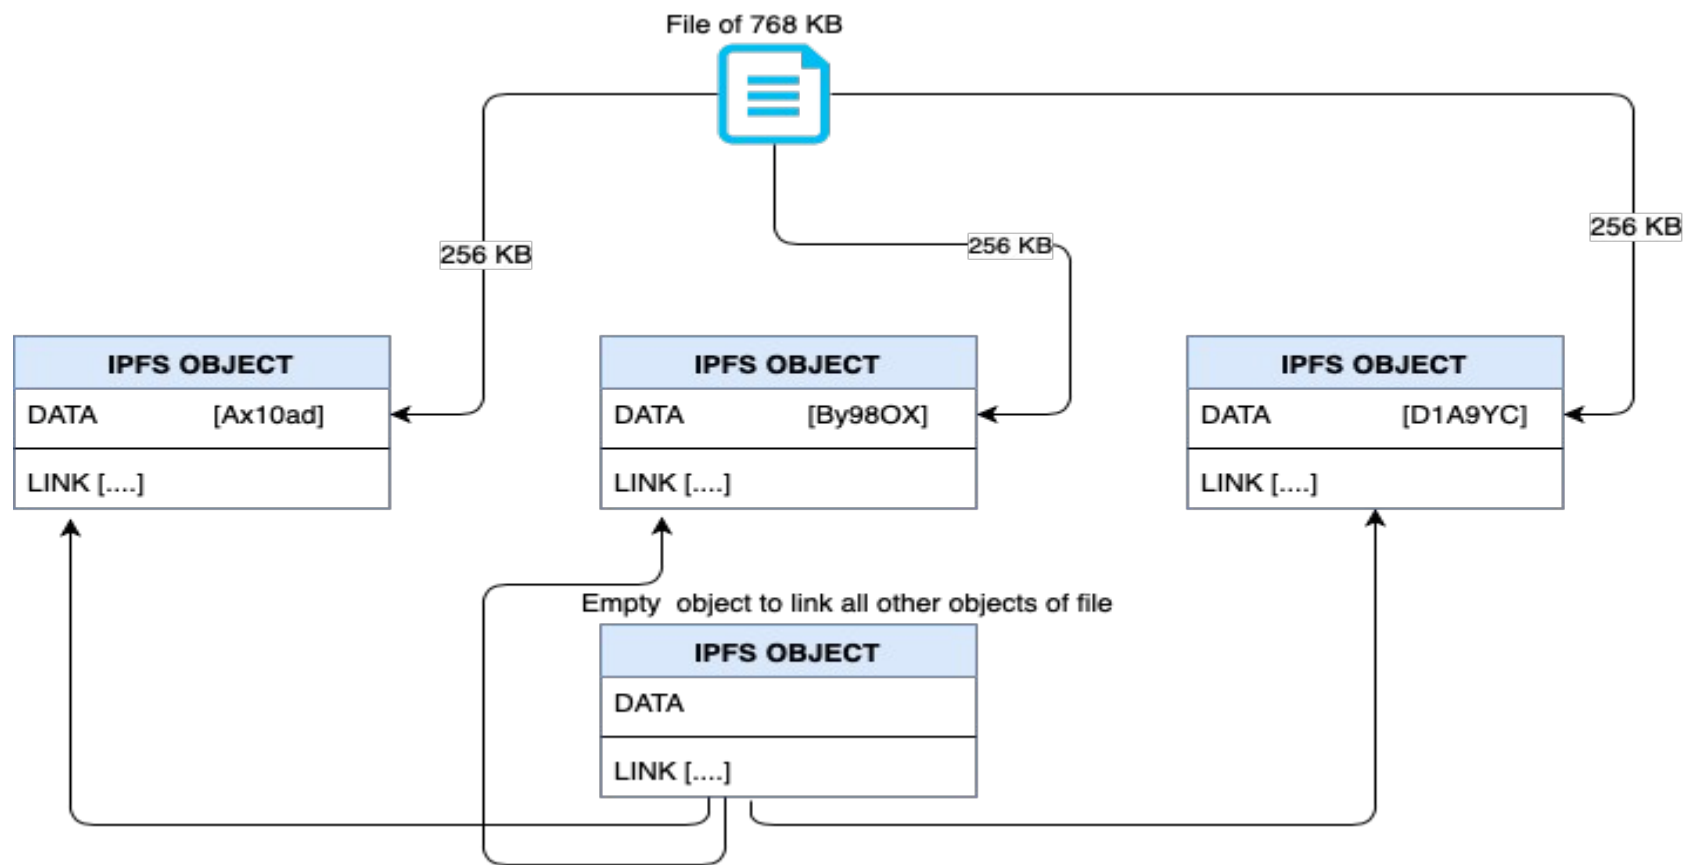 File of 768 KB
256 KB
256 KB
256 KB
IPFS OBJECT
DATA [Ax10ad]
LINK [....]
IPFS OBJECT
DATA [By98OX]
LINK [....]
IPFS OBJECT
DATA [D1A9YC]
LINK [....]
Empty object to link all other objects of file
IPFS OBJECT
DATA
LINK [....]